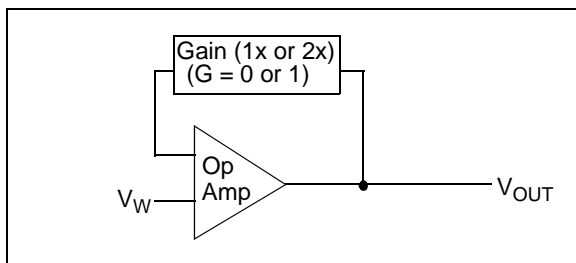 Gain (1x or 2x)
(G = 0 or 1)
Op
Amp
VW
VOUT